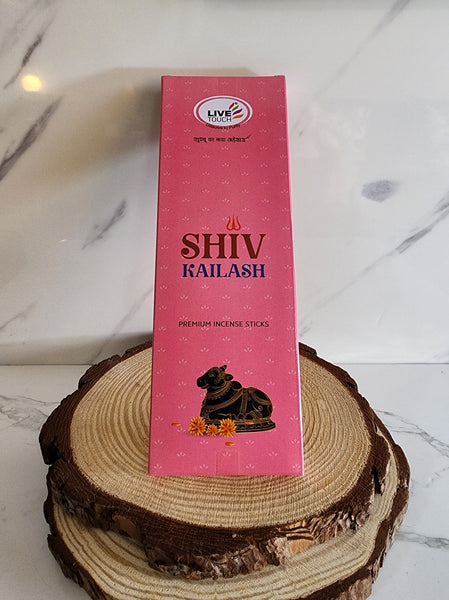 LIVE
TOUCH
SHIV
KAILASH
PREMIUM INCENSE STICKS